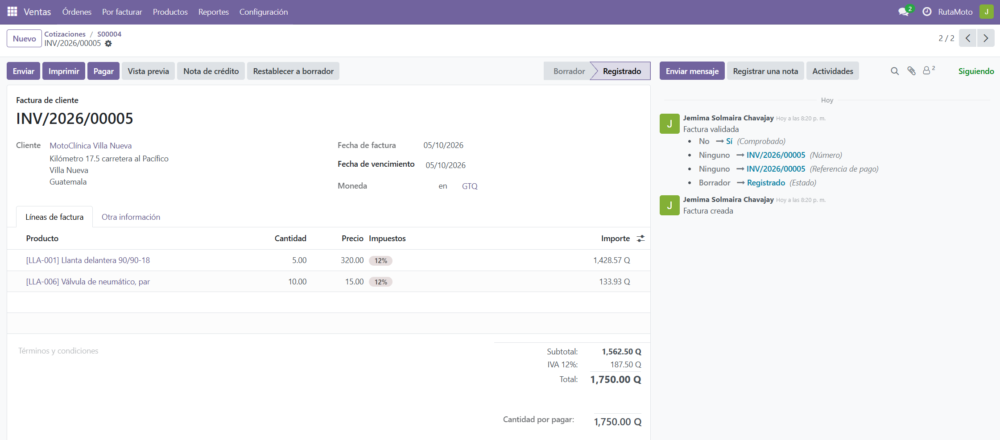 Ventas Órdenes Por facturar Productos Reportes Configuración 2 RutaMoto J
Nuevo
Cotizaciones / S00004
INV/2026/00005
2 / 2
Enviar Imprimir Pagar Vista previa Nota de crédito Restablecer a borrador Borrador Registrado
Factura de cliente
INV/2026/00005
Cliente MotoClínica Villa Nueva
Kilómetro 17.5 carretera al Pacífico
Villa Nueva
Guatemala
Fecha de factura 05/10/2026
Fecha de vencimiento 05/10/2026
Moneda en GTQ
Líneas de factura Otra información
Producto Cantidad Precio Impuestos Importe
[LLA-001] Llanta delantera 90/90-18 5.00 320.00 12% 1,428.57 Q
[LLA-006] Válvula de neumático, par 10.00 15.00 12% 133.93 Q
Términos y condiciones
Subtotal: 1,562.50 Q
IVA 12%: 187.50 Q
Total: 1,750.00 Q
Cantidad por pagar: 1,750.00 Q
Enviar mensaje Registrar una nota Actividades 2 Siguiendo
Hoy
J
Jemima Solmaira Chavajay Hoy a las 8:20 p. m.
Factura validada
• No → Sí (Comprobado)
• Ninguno → INV/2026/00005 (Número)
• Ninguno → INV/2026/00005 (Referencia de pago)
• Borrador → Registrado (Estado)
J
Jemima Solmaira Chavajay Hoy a las 8:20 p. m.
Factura creada